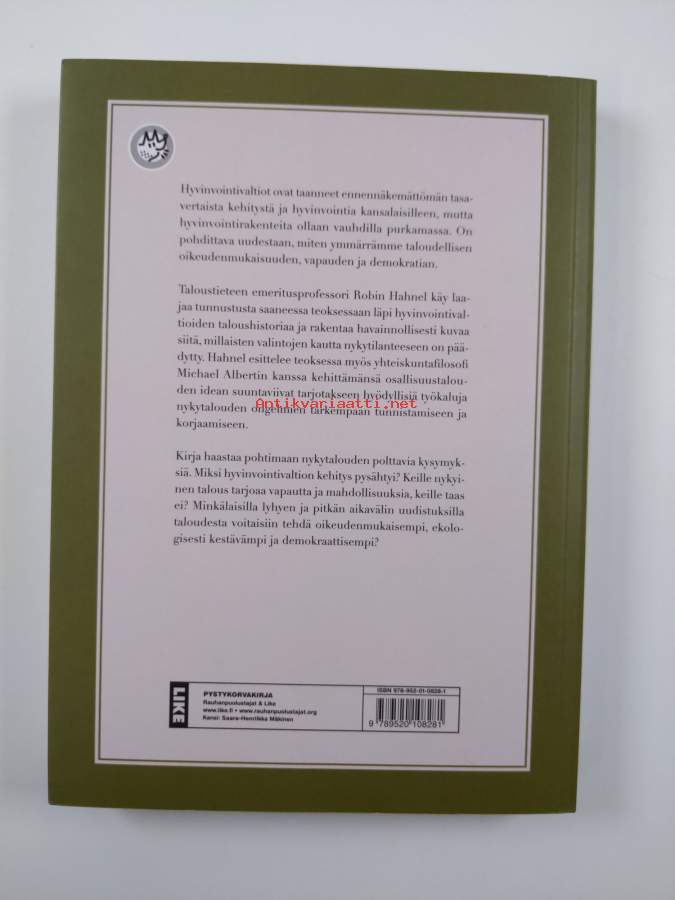 Hyvinvointivaltiot ovat taanneet ennennäkemättömän tasa-
vertaista kehitystä ja hyvinvointia kansalaisilleen, mutta
hyvinvointirakenteita ollaan vauhdilla purkamassa. On
pohdittava uudestaan, miten ymmärrämme taloudellisen
oikeudenmukaisuuden, vapauden ja demokratian.
Taloustieteen emeritusprofessori Robin Hahnel käy laa-
jaa tunnustusta saaneessa teoksessaan läpi hyvinvointival-
tioiden taloushistoriaa ja rakentaa havainnollisesti kuvaa
siitä, millaisten valintojen kautta nykytilanteeseen on pää-
dytty. Hahnel esittelee teoksessa myös yhteiskuntafilosofi
Michael Albertin kanssa kehittämänsä osallisuustalou-
den idean suuntaviivat tarjotakseen hyödyllisiä työkaluja
Antikvariaatti.net
nykytalouden ongelmien tarkempaan tunnistamiseen ja
korjaamiseen.
Kirja haastaa pohtimaan nykytalouden polttavia kysymyk-
siä. Miksi hyvinvointivaltion kehitys pysähtyi? Keille nykyi-
nen talous tarjoaa vapautta ja mahdollisuuksia, keille taas
ei? Minkälaisilla lyhyen ja pitkän aikavälin uudistuksilla
taloudesta voitaisiin tehdä oikeudenmukaisempi, ekolo-
gisesti kestävämpi ja demokraattisempi?
LIKE
PYSTYKORVAKIRJA
Rauhanpuolustajat & Like
www.like.fi • www.rauhanpuolustajat.org
Kansi: Saara-Henriikka Mäkinen
ISBN 978-952-01-0828-1
9 789520 108281